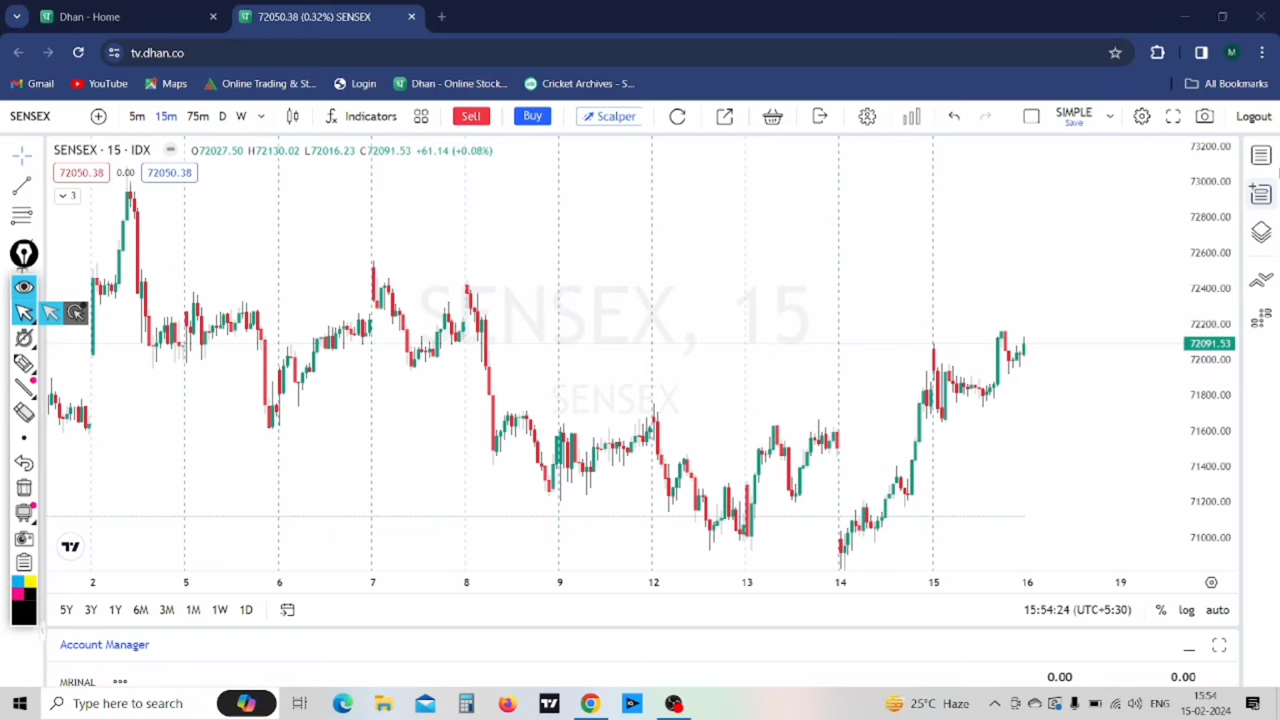 Dhan - Home
72050.38 (0.32%) SENSEX
tv.dhan.co
M
Gmail YouTube Maps Online Trading & St... Login Dhan - Online Stock... Cricket Archives - S... All Bookmarks
SENSEX 5m 15m 75m D W Indicators Sell Buy Scalper SIMPLE Save Logout
SENSEX · 15 · IDX O72027.50 H72130.02 L72016.23 C72091.53 +61.14 (+0.08%)
72050.38 0.00 72050.38
3
73200.00
73000.00
72800.00
72600.00
72400.00
72200.00
72091.53
72000.00
71800.00
71600.00
71400.00
71200.00
71000.00
SENSEX, 15
SENSEX
2 5 6 7 8 9 12 13 14 15 16 19
5Y 3Y 1Y 6M 3M 1M 1W 1D 15:54:24 (UTC+5:30) % log auto
Account Manager
MRINAL 0.00 0.00
Type here to search 25°C Haze ENG 15:54
15-02-2024